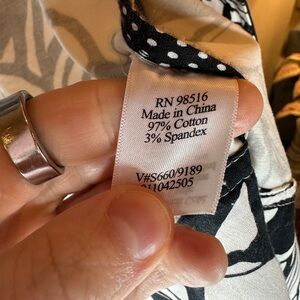 RN 98516
Made in China
97% Cotton
3% Spandex
V#S660/9189